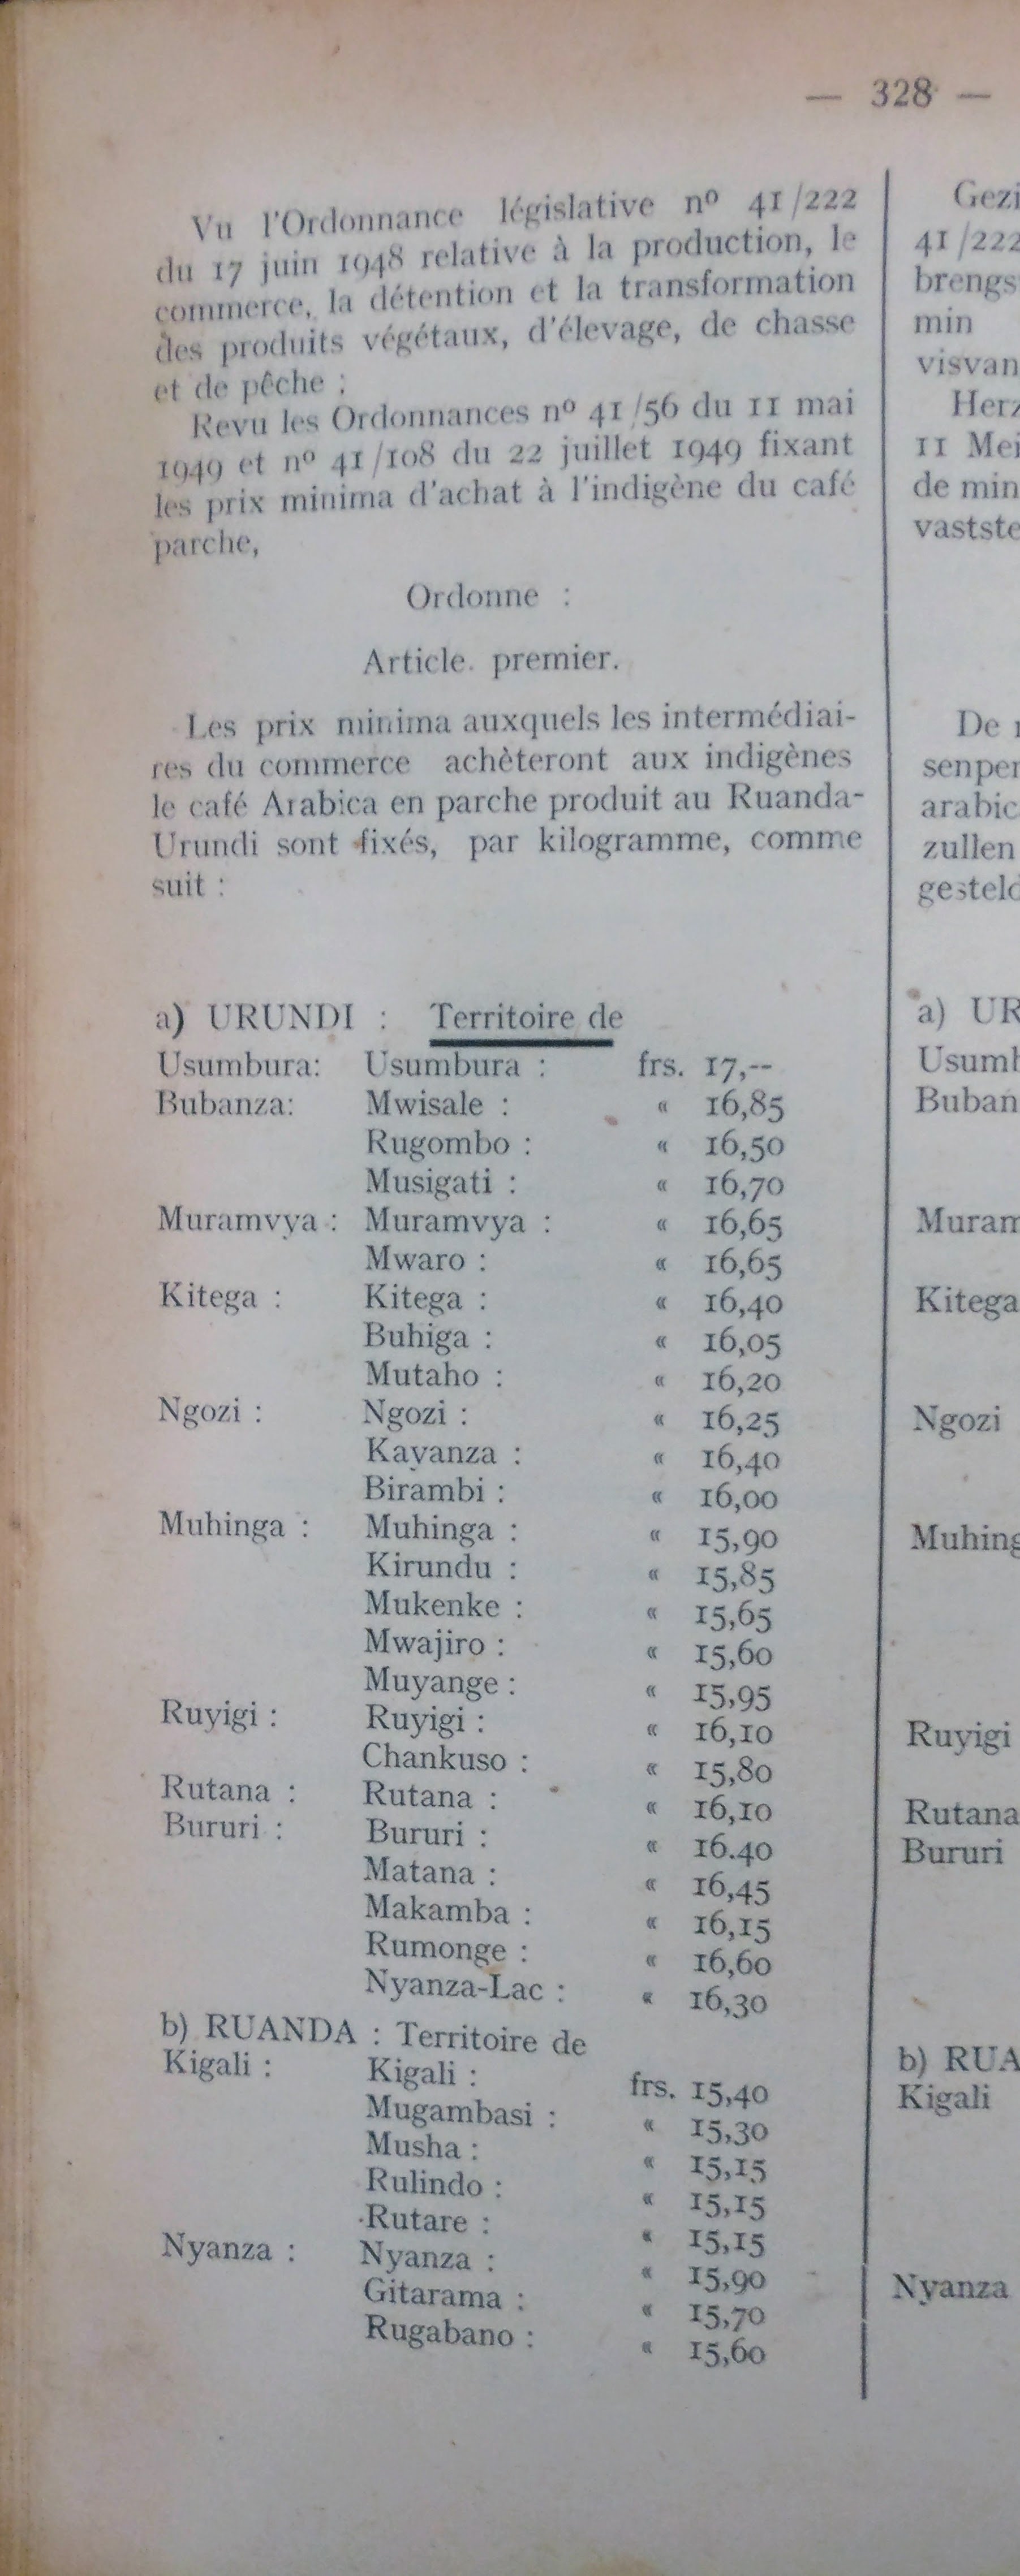 — 328 —
Vu l'Ordonnance législative nº 41/222
du 17 juin 1948 relative à la production, le
commerce, la détention et la transformation
des produits végétaux, d'élevage, de chasse
et de pêche ;
Revu les Ordonnances nº 41/56 du 11 mai
1949 et nº 41/108 du 22 juillet 1949 fixant
les prix minima d'achat à l'indigène du café
parche,
Ordonne :
Article premier.
Les prix minima auxquels les intermédiai-
res du commerce achèteront aux indigènes
le café Arabica en parche produit au Ruanda-
Urundi sont fixés, par kilogramme, comme
suit :
a) URUNDI : Territoire de
Usumbura: Usumbura : frs. 17,--
Bubanza: Mwisale : « 16,85
Rugombo : « 16,50
Musigati : « 16,70
Muramvya : Muramvya : « 16,65
Mwaro : « 16,65
Kitega : Kitega : « 16,40
Buhiga : « 16,05
Mutaho : « 16,20
Ngozi : Ngozi : « 16,25
Kayanza : « 16,40
Birambi : « 16,00
Muhinga : Muhinga : « 15,90
Kirundu : « 15,85
Mukenke : « 15,65
Mwajiro : « 15,60
Muyange : « 15,95
Ruyigi : Ruyigi : « 16,10
Chankuso : « 15,80
Rutana : Rutana : « 16,10
Bururi : Bururi : « 16.40
Matana : « 16,45
Makamba : « 16,15
Rumonge : « 16,60
Nyanza-Lac : « 16,30
b) RUANDA : Territoire de
Kigali : Kigali : frs. 15,40
Mugambasi : « 15,30
Musha : « 15,15
Rulindo : « 15,15
Rutare : « 15,15
Nyanza : Nyanza : « 15,90
Gitarama : « 15,70
Rugabano : « 15,60
Gezi
41/222
brengs
min
visvan
Herz
11 Mei
de min
vastste
De
senper
arabic
zullen
gesteld
a) UR
Usumb
Buban
Muram
Kitega
Ngozi
Muhing
Ruyigi
Rutana
Bururi
b) RUA
Kigali
Nyanza